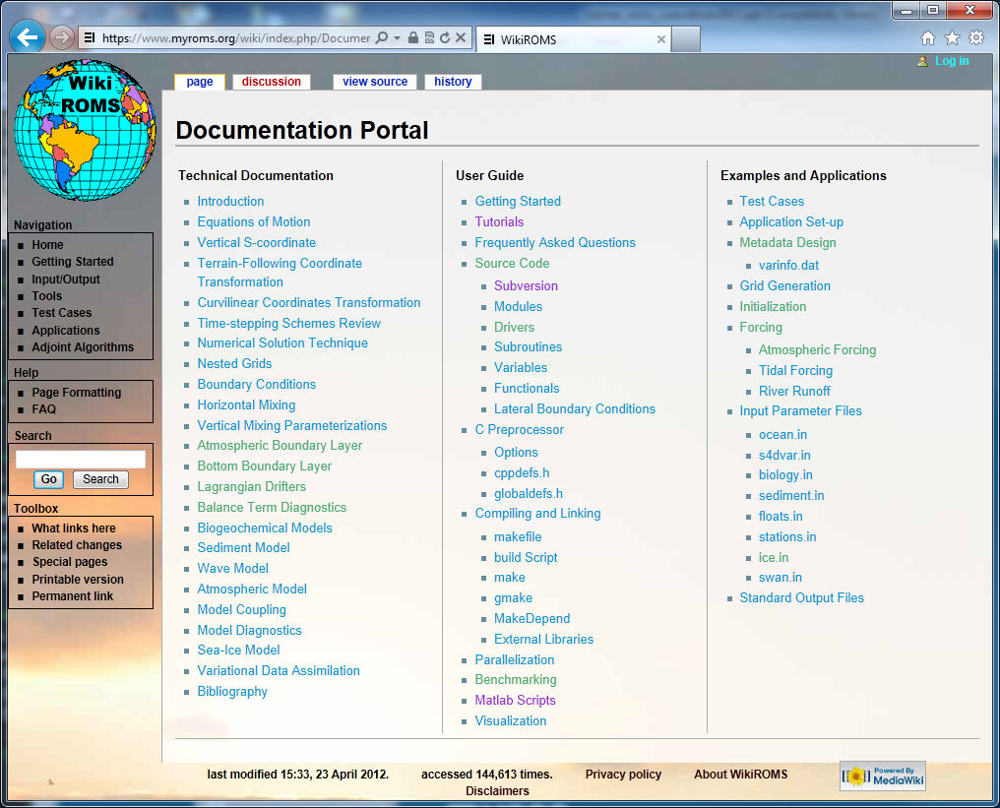 https://www.myroms.org/wiki/index.php/Documer
WikiROMS
Log in
Wiki
ROMS
page
discussion
view source
history
Documentation Portal
Navigation
Home
Getting Started
Input/Output
Tools
Test Cases
Applications
Adjoint Algorithms
Help
Page Formatting
FAQ
Search
Go
Search
Toolbox
What links here
Related changes
Special pages
Printable version
Permanent link
Technical Documentation
Introduction
Equations of Motion
Vertical S-coordinate
Terrain-Following Coordinate
Transformation
Curvilinear Coordinates Transformation
Time-stepping Schemes Review
Numerical Solution Technique
Nested Grids
Boundary Conditions
Horizontal Mixing
Vertical Mixing Parameterizations
Atmospheric Boundary Layer
Bottom Boundary Layer
Lagrangian Drifters
Balance Term Diagnostics
Biogeochemical Models
Sediment Model
Wave Model
Atmospheric Model
Model Coupling
Model Diagnostics
Sea-Ice Model
Variational Data Assimilation
Bibliography
User Guide
Getting Started
Tutorials
Frequently Asked Questions
Source Code
Subversion
Modules
Drivers
Subroutines
Variables
Functionals
Lateral Boundary Conditions
C Preprocessor
Options
cppdefs.h
globaldefs.h
Compiling and Linking
makefile
build Script
make
gmake
MakeDepend
External Libraries
Parallelization
Benchmarking
Matlab Scripts
Visualization
Examples and Applications
Test Cases
Application Set-up
Metadata Design
varinfo.dat
Grid Generation
Initialization
Forcing
Atmospheric Forcing
Tidal Forcing
River Runoff
Input Parameter Files
ocean.in
s4dvar.in
biology.in
sediment.in
floats.in
stations.in
ice.in
swan.in
Standard Output Files
last modified 15:33, 23 April 2012.
accessed 144,613 times.
Privacy policy
About WikiROMS
Disclaimers
Powered By
MediaWiki